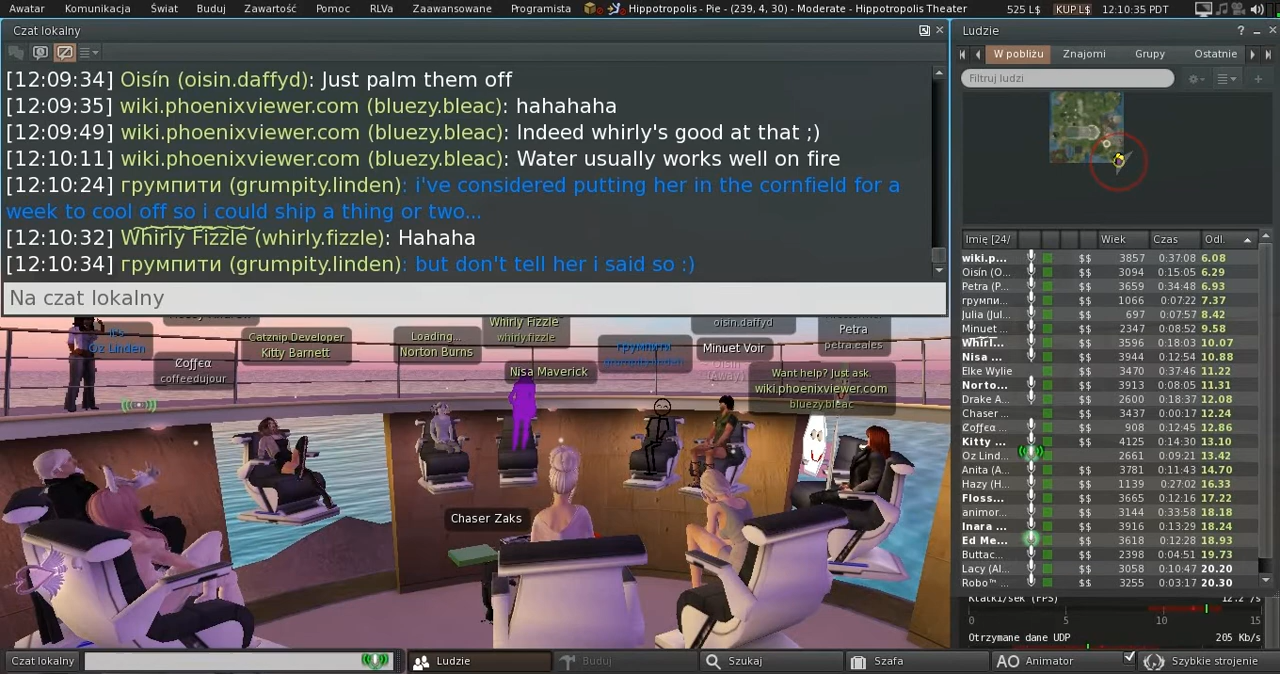 Awatar Komunikacja Świat Buduj Zawartość Pomoc RLVa Zaawansowane Programista Hippotropolis - Pie - (239, 4, 30) - Moderate - Hippotropolis Theater 525 L$ KUP L$ 12:10:35 PDT
Czat lokalny
[12:09:34] Oisín (oisin.daffyd): Just palm them off
[12:09:35] wiki.phoenixviewer.com (bluezy.bleac): hahahaha
[12:09:49] wiki.phoenixviewer.com (bluezy.bleac): Indeed whirly's good at that ;)
[12:10:11] wiki.phoenixviewer.com (bluezy.bleac): Water usually works well on fire
[12:10:24] грумпити (grumpity.linden): i've considered putting her in the cornfield for a
week to cool off so i could ship a thing or two...
[12:10:32] Whirly Fizzle (whirly.fizzle): Hahaha
[12:10:34] грумпити (grumpity.linden): but don't tell her i said so :)
Na czat lokalny
Oz Linden
Coffεα
coffeedujour
Catznip Developer
Kitty Barnett
Loading...
Norton Burns
Whirly Fizzle
whirly.fizzle
Nisa Maverick
грумпити
grumpity.linden
oisin.daffyd
Minuet Voir
Oisín
(Away)
Petra
petra.eales
Want help? Just ask.
wiki.phoenixviewer.com
bluezy.bleac
Chaser Zaks
Ludzie
W pobliżu Znajomi Grupy Ostatnie
Filtruj ludzi
Imię [24/ Wiek Czas Odl.
wiki.p... $$ 3857 0:37:08 6.08
Oisín (O... $$ 3094 0:15:05 6.29
Petra (P... $$ 3659 0:34:48 6.93
грумпи... $$ 1066 0:07:22 7.37
Julia (Jul... $$ 697 0:07:57 8.42
Minuet ... $$ 2347 0:08:52 9.58
Whirl... $$ 3596 0:18:03 10.07
Nisa ... $$ 3944 0:12:54 10.88
Elke Wylie $$ 3470 0:37:46 11.22
Norto... $$ 3913 0:08:05 11.31
Drake A... $$ 2600 0:18:37 12.08
Chaser ... $$ 3437 0:00:17 12.24
Coffεα ... $$ 908 0:12:45 12.86
Kitty ... $$ 4125 0:14:30 13.10
Oz Lind... $$ 2661 0:09:21 13.42
Anita (A... $$ 3781 0:11:43 14.70
Hazy (H... $$ 1139 0:27:02 16.33
Floss... $$ 3665 0:12:16 17.22
animor... $$ 3144 0:33:58 18.18
Inara ... $$ 3916 0:13:29 18.24
Ed Me... $$ 3618 0:12:28 18.93
Buttac... $$ 2398 0:04:51 19.73
Lacy (Al... $$ 3058 0:10:47 20.20
Robo™ ... $$ 3255 0:03:17 20.30
Klatki/sek (FPS) 12.2 /s
0 5 10 15
Otrzymane dane UDP 205 Kb/s
Czat lokalny Ludzie Buduj Szukaj Szafa AO Animator Szybkie strojenie